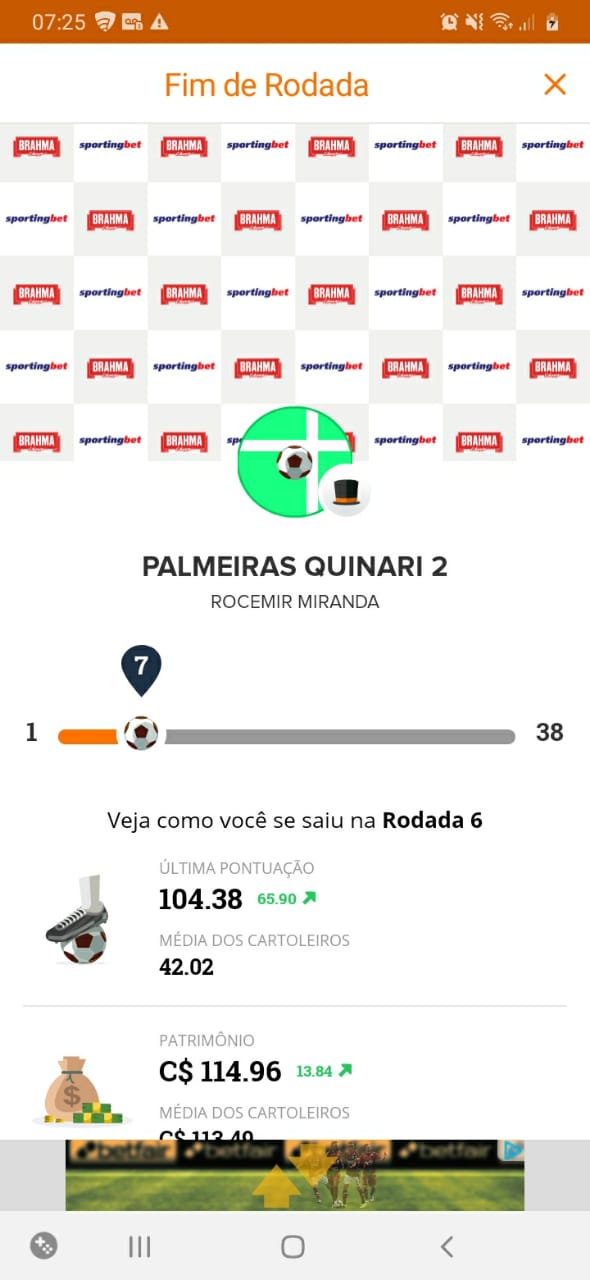 07:25
Fim de Rodada
BRAHMA sportingbet BRAHMA sportingbet BRAHMA sportingbet BRAHMA sportingbet
sportingbet BRAHMA sportingbet BRAHMA sportingbet BRAHMA sportingbet BRAHMA
BRAHMA sportingbet BRAHMA sportingbet BRAHMA sportingbet BRAHMA sportingbet
sportingbet BRAHMA sportingbet BRAHMA sportingbet BRAHMA sportingbet BRAHMA
BRAHMA sportingbet BRAHMA sp sportingbet BRAHMA sportingbet
PALMEIRAS QUINARI 2
ROCEMIR MIRANDA
7
1 38
Veja como você se saiu na Rodada 6
ÚLTIMA PONTUAÇÃO
104.38 65.90
MÉDIA DOS CARTOLEIROS
42.02
PATRIMÔNIO
C$ 114.96 13.84
MÉDIA DOS CARTOLEIROS
C$ 113.49
betfair betfair betfair betfair